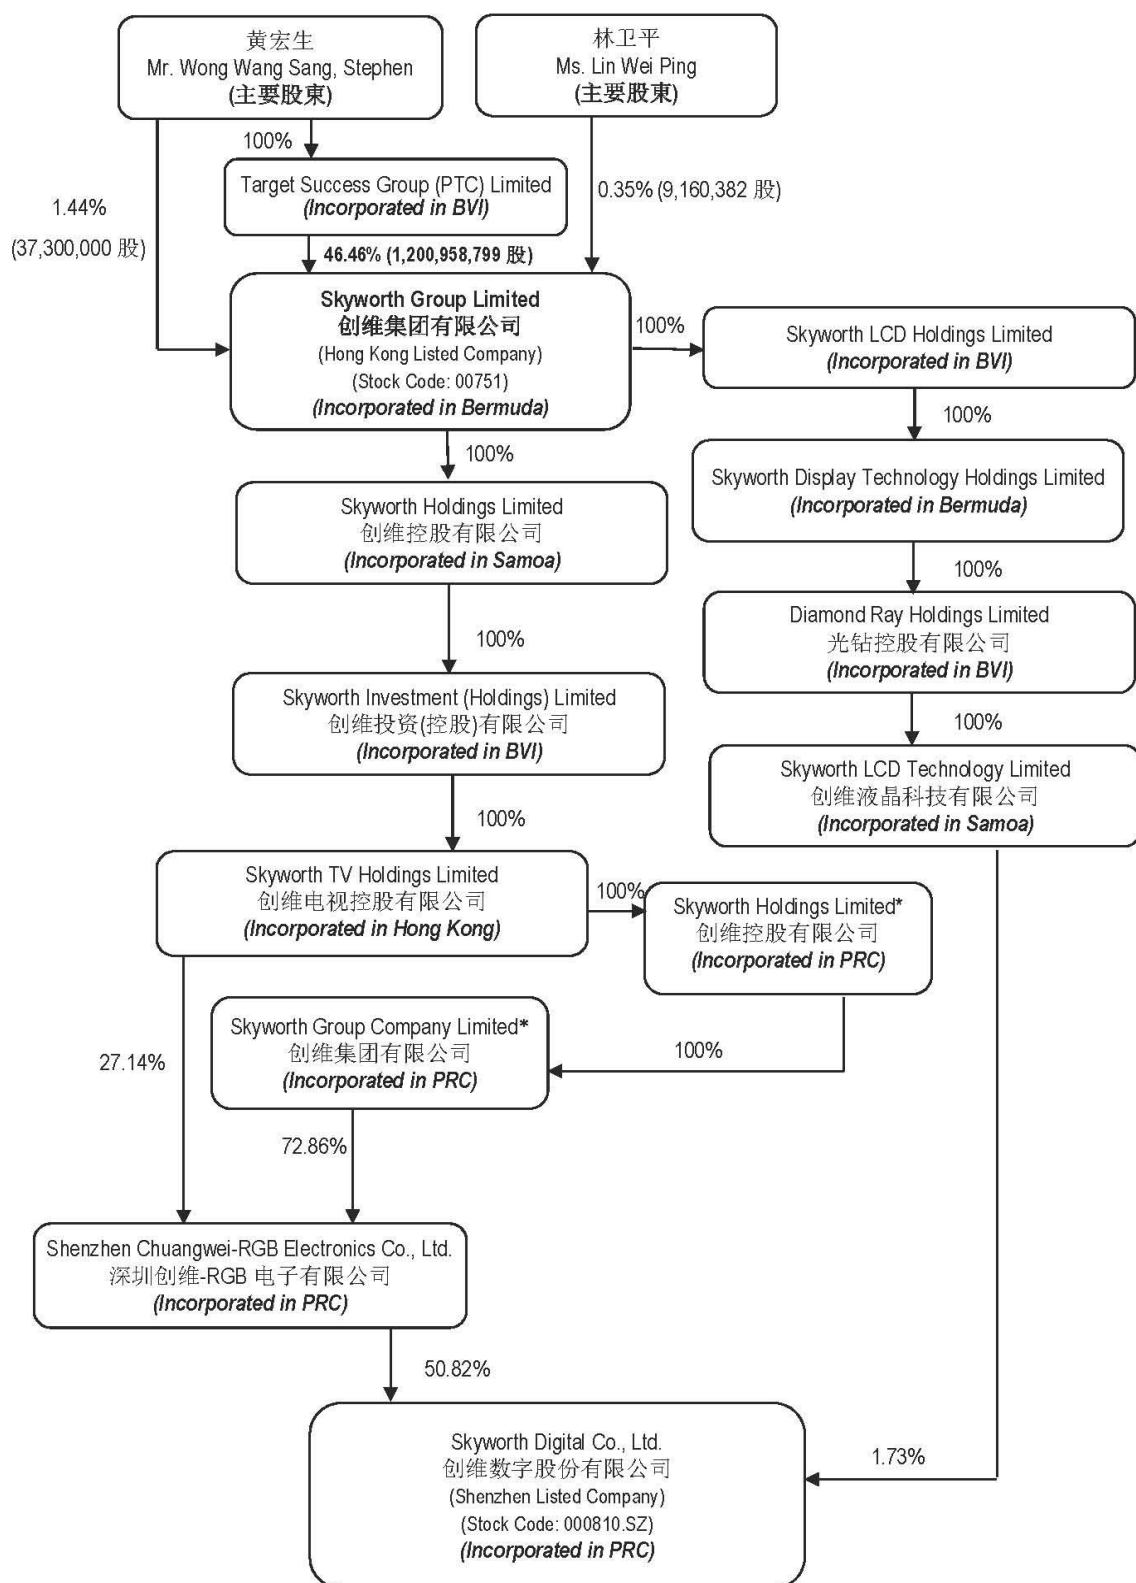 黄宏生
Mr. Wong Wang Sang, Stephen
(主要股東)
林卫平
Ms. Lin Wei Ping
(主要股東)
100%
Target Success Group (PTC) Limited
(Incorporated in BVI)
0.35% (9,160,382 股)
1.44%
(37,300,000 股)
46.46% (1,200,958,799 股)
Skyworth Group Limited
创维集团有限公司
(Hong Kong Listed Company)
(Stock Code: 00751)
(Incorporated in Bermuda)
100%
Skyworth LCD Holdings Limited
(Incorporated in BVI)
100%
100%
Skyworth Holdings Limited
创维控股有限公司
(Incorporated in Samoa)
Skyworth Display Technology Holdings Limited
(Incorporated in Bermuda)
100%
100%
Diamond Ray Holdings Limited
光钻控股有限公司
(Incorporated in BVI)
Skyworth Investment (Holdings) Limited
创维投资(控股)有限公司
(Incorporated in BVI)
100%
Skyworth LCD Technology Limited
创维液晶科技有限公司
(Incorporated in Samoa)
100%
Skyworth TV Holdings Limited
创维电视控股有限公司
(Incorporated in Hong Kong)
100%
Skyworth Holdings Limited*
创维控股有限公司
(Incorporated in PRC)
Skyworth Group Company Limited*
创维集团有限公司
(Incorporated in PRC)
100%
27.14%
72.86%
Shenzhen Chuangwei-RGB Electronics Co., Ltd.
深圳创维-RGB 电子有限公司
(Incorporated in PRC)
50.82%
Skyworth Digital Co., Ltd.
创维数字股份有限公司
(Shenzhen Listed Company)
(Stock Code: 000810.SZ)
(Incorporated in PRC)
1.73%